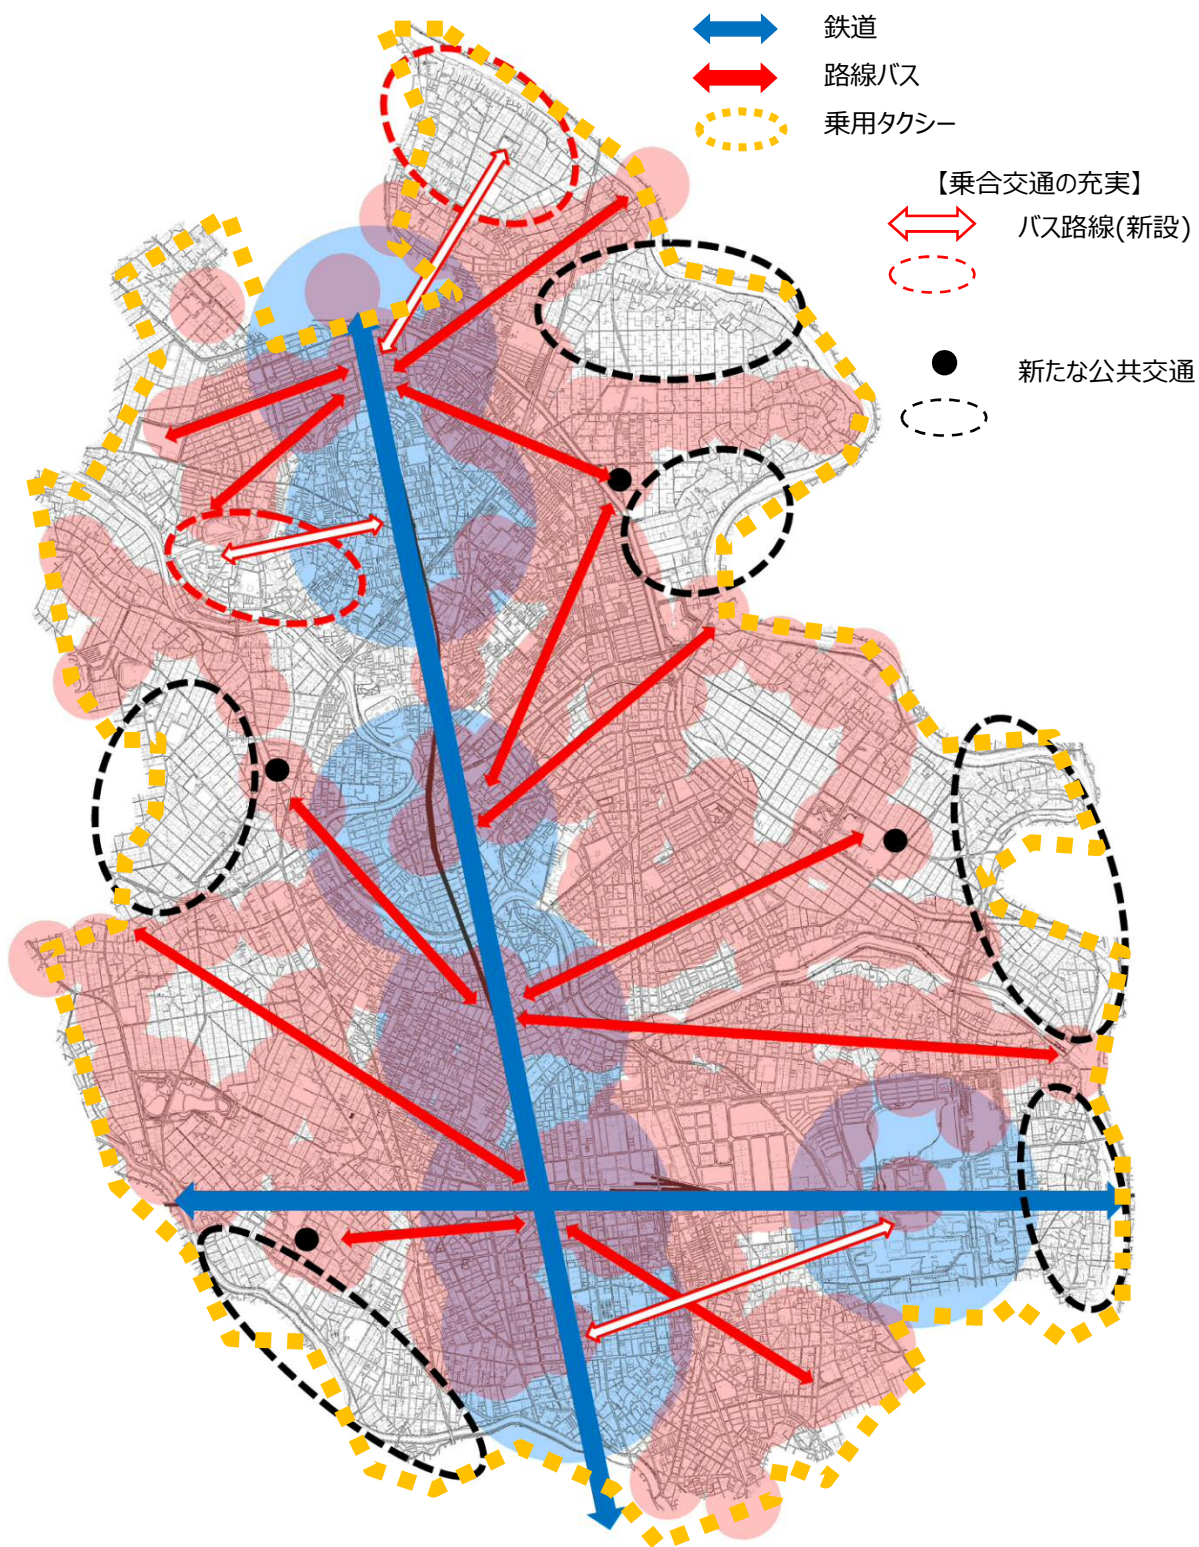 鉄道
路線バス
乗用タクシー
【乗合交通の充実】
バス路線(新設)
新たな公共交通